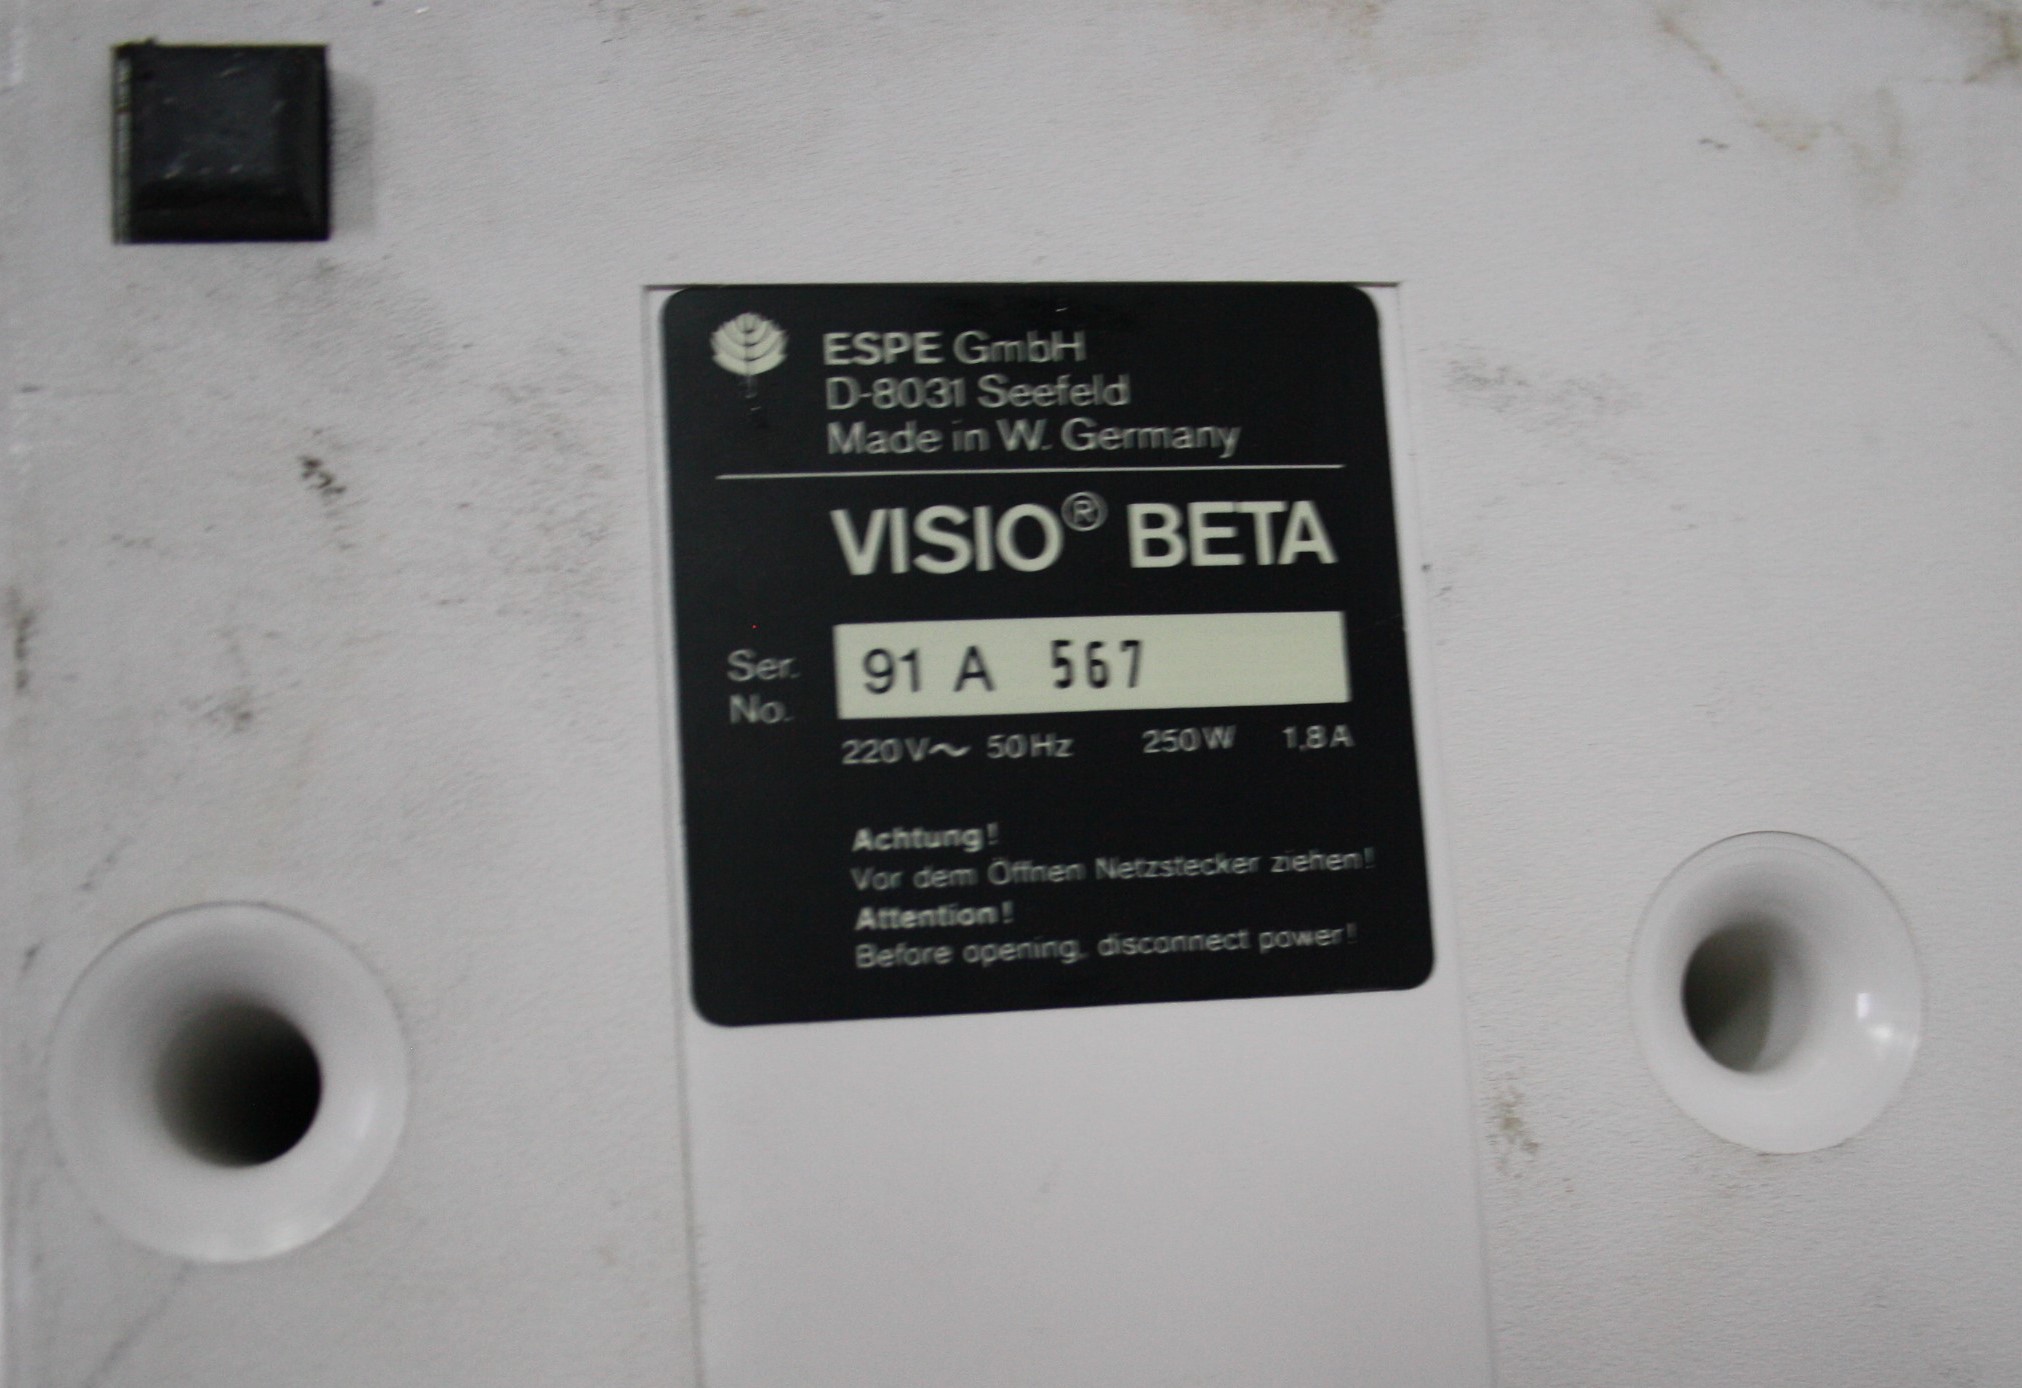 ESPE GmbH
D-8031 Seefeld
Made in W. Germany
VISIO® BETA
Ser. No. 91 A 567
220V~ 50Hz 250W 1,8A
Achtung!
Vor dem Öffnen Netzstecker ziehen!
Attention!
Before opening, disconnect power!